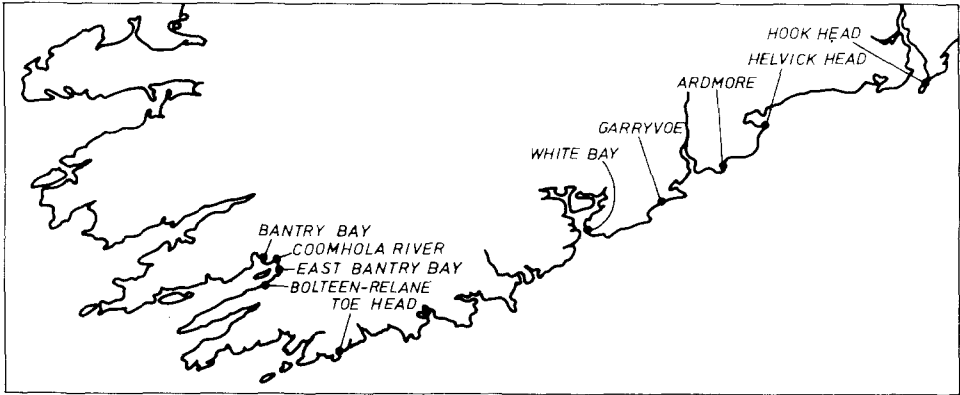 HOOK HEAD
HELVICK HEAD
ARDMORE
GARRYVOE
WHITE BAY
BANTRY BAY
COOMHOLA RIVER
EAST BANTRY BAY
BOLTEEN-RELANE
TOE HEAD